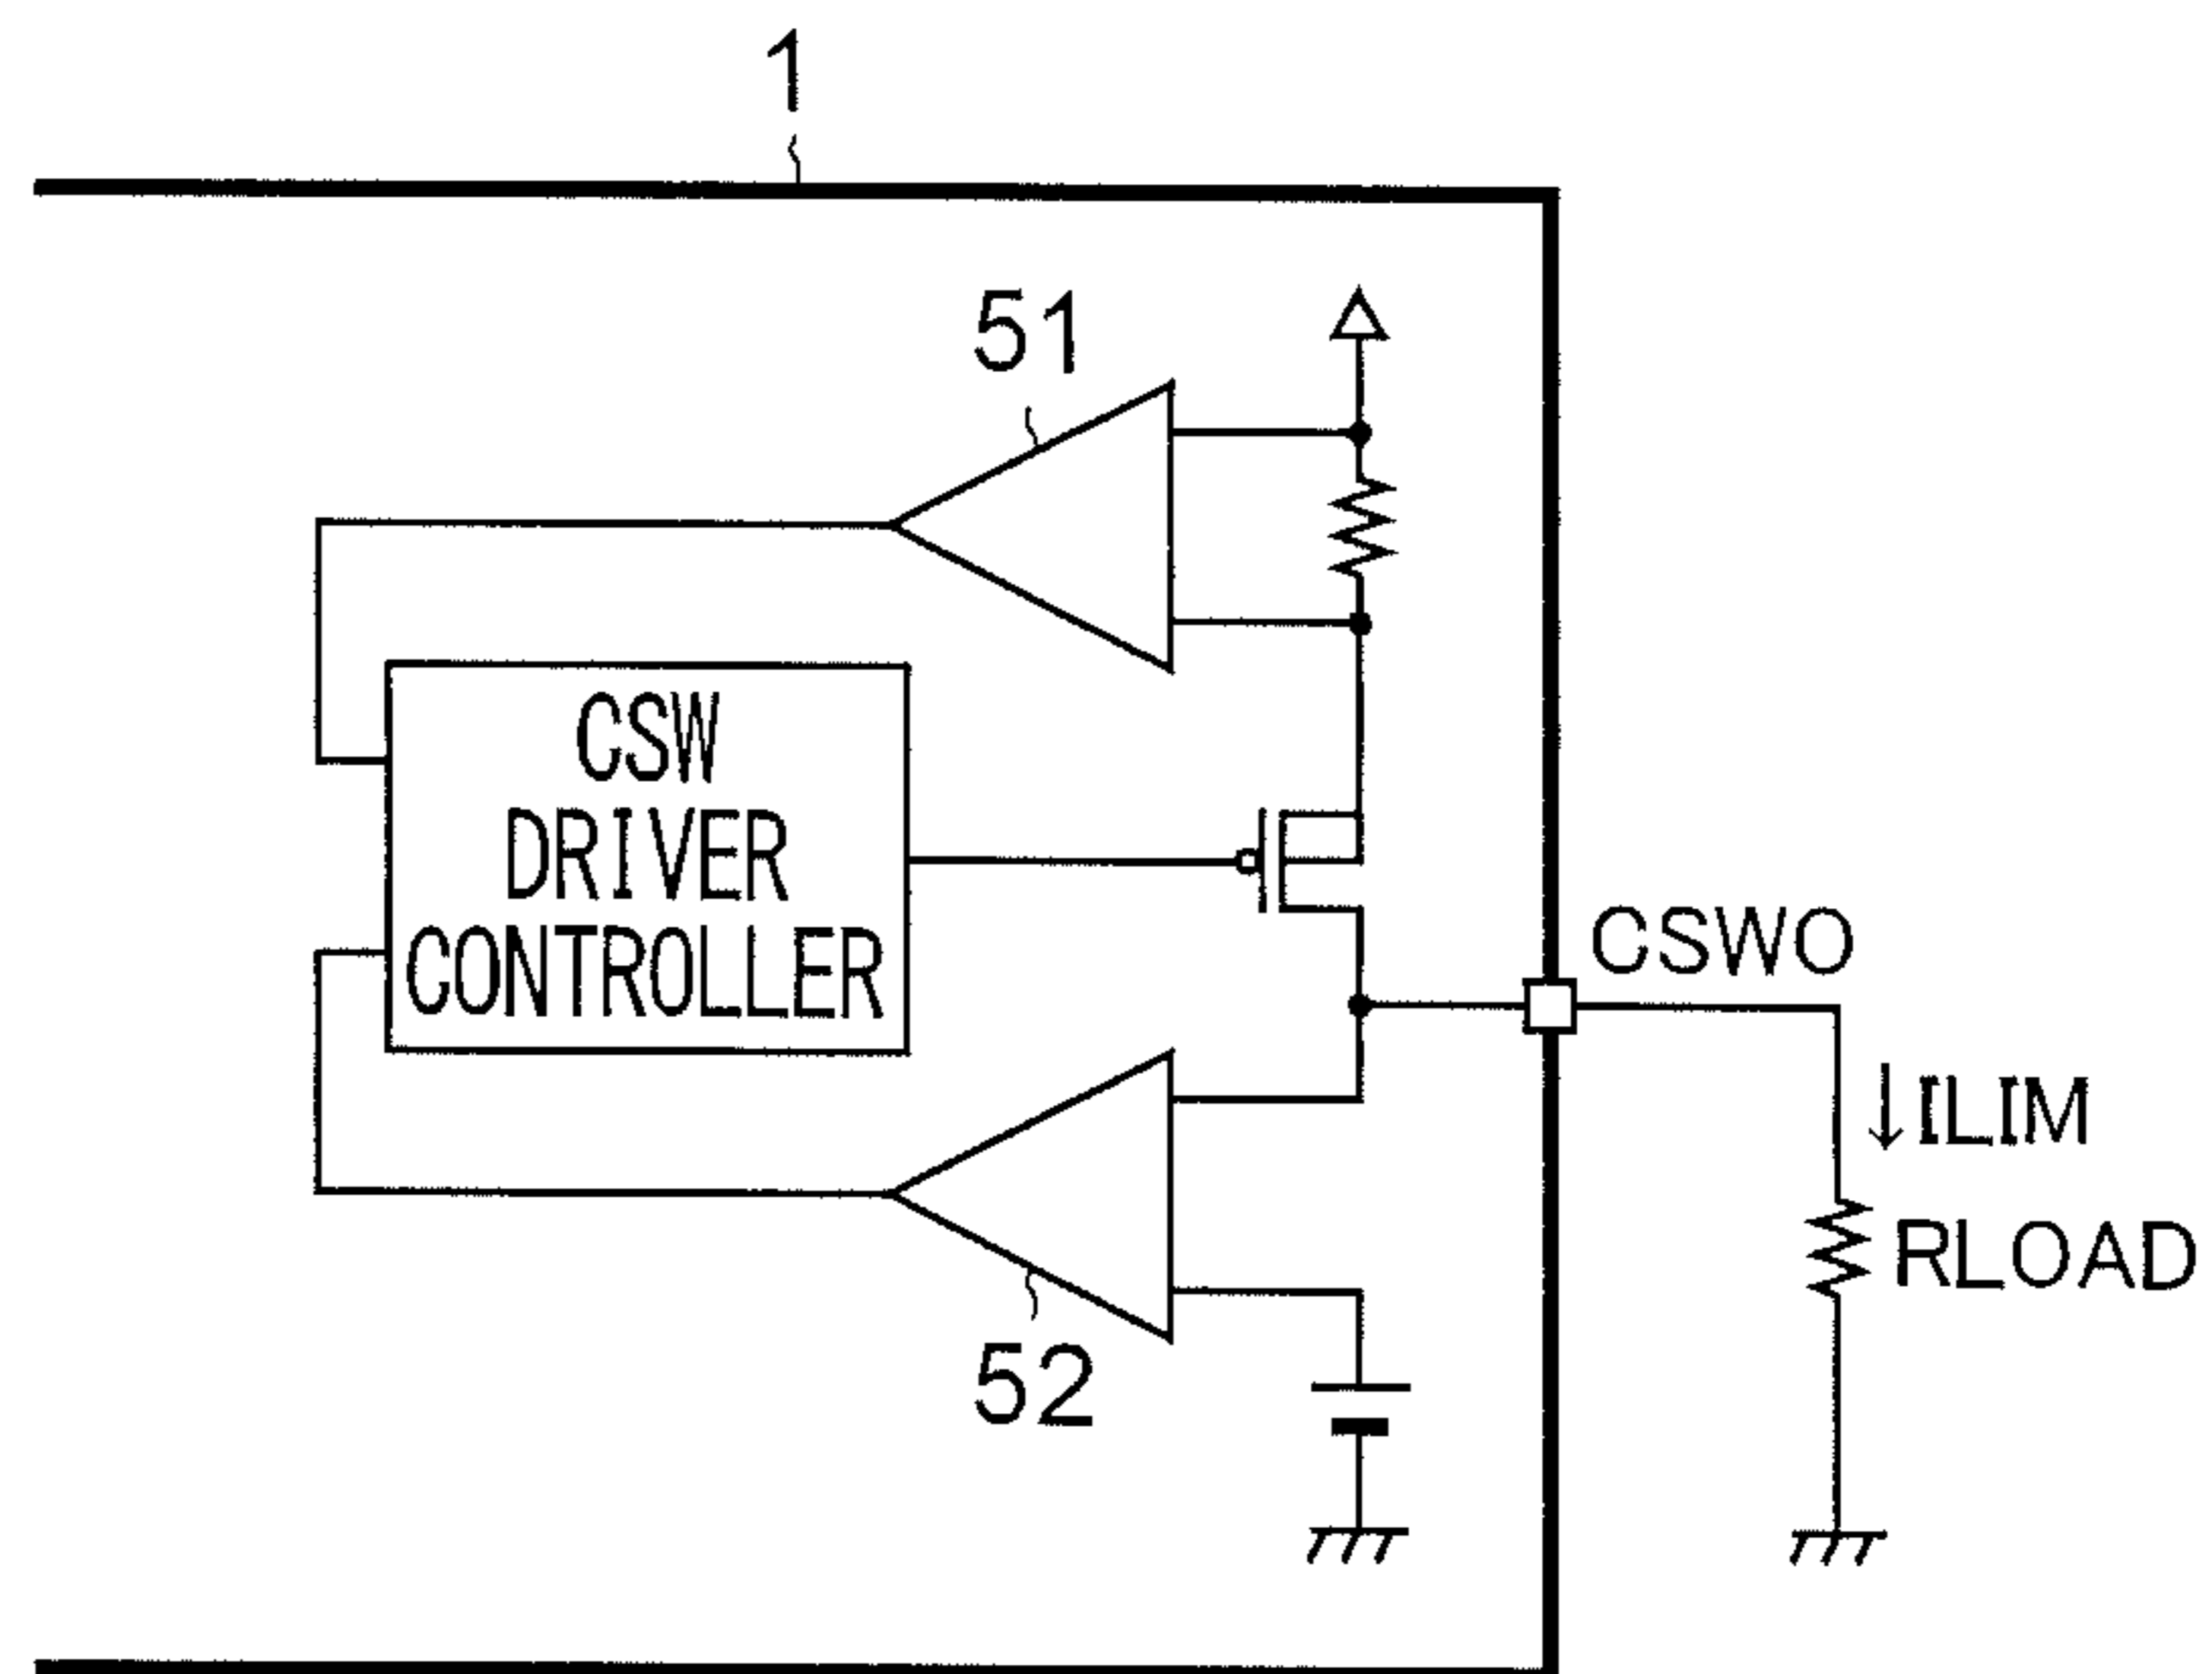 1
51
CSW
DRIVER
CONTROLLER
CSWO
ILIM
RLOAD
52